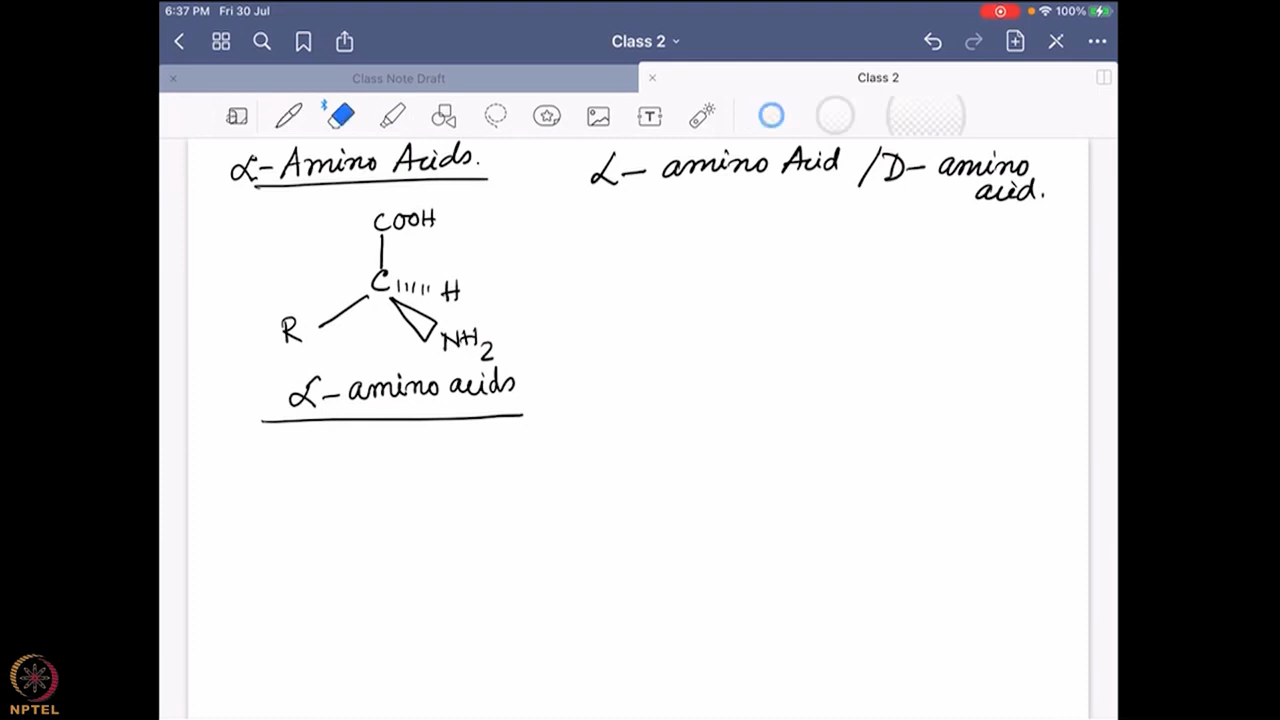 6:37 PM Fri 30 Jul
100%
Class 2
Class Note Draft
Class 2
T
α-Amino Acids.
L- amino Acid / D- amino
acid.
COOH
C
H
R
NH2
α-amino acids
NPTEL